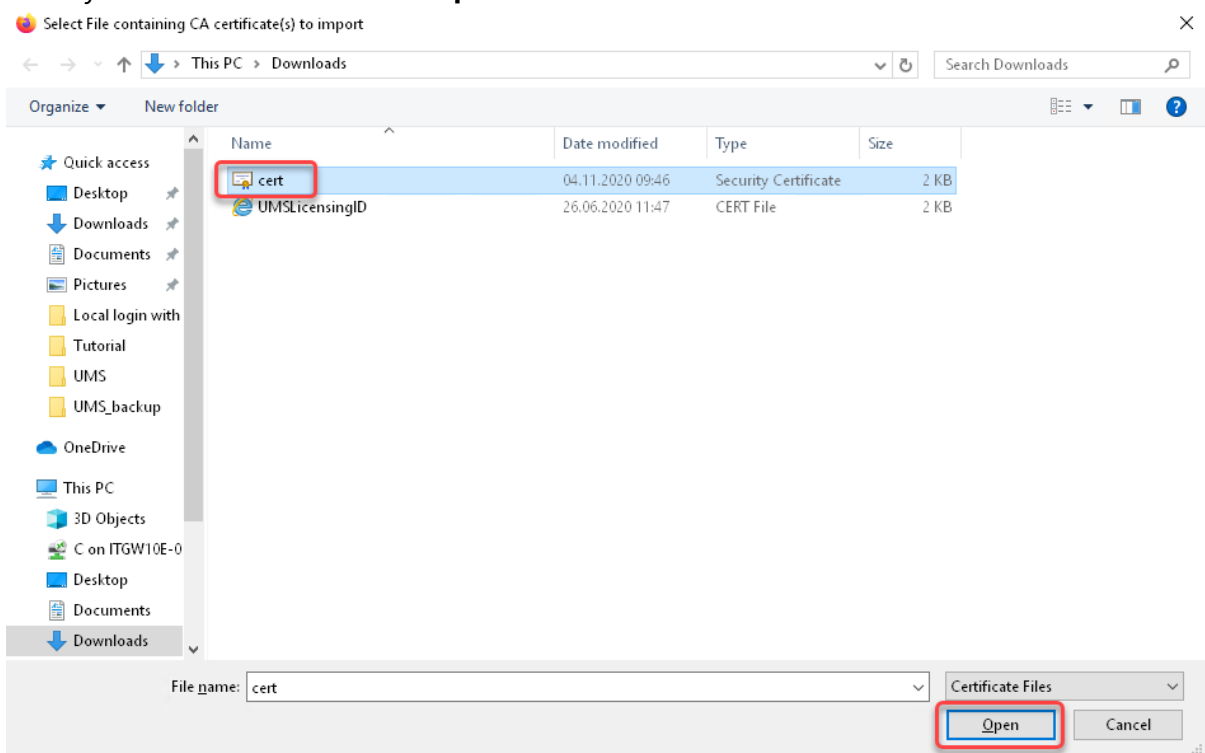 Select File containing CA certificate(s) to import
This PC > Downloads
Search Downloads
Organize
New folder
Name
Date modified
Type
Size
cert
04.11.2020 09:46
Security Certificate
2 KB
UMSLicensingID
26.06.2020 11:47
CERT File
2 KB
Quick access
Desktop
Downloads
Documents
Pictures
Local login with
Tutorial
UMS
UMS_backup
OneDrive
This PC
3D Objects
C on ITGW10E-0
Desktop
Documents
Downloads
File name: cert
Certificate Files
Open
Cancel